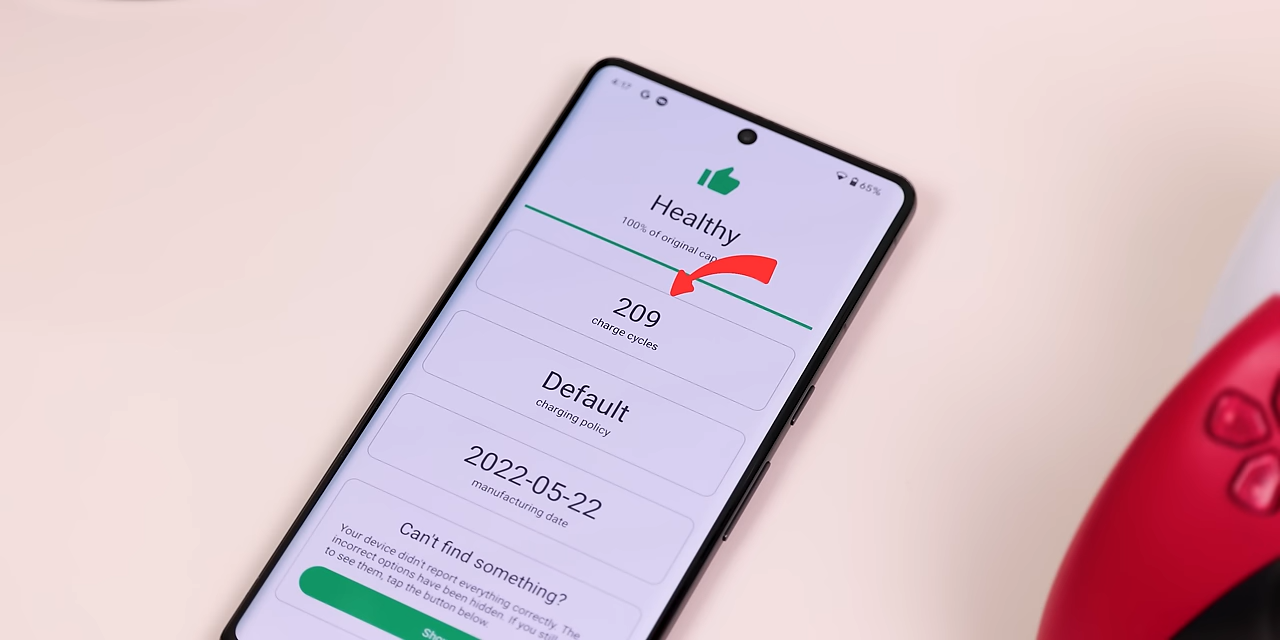 4:17
65%
Healthy
100% of original
209
charge cycles
Default
charging policy
2022-05-22
manufacturing date
Can't find something?
Your device didn't report everything correctly. The
incorrect options have been hidden. If you still
to see them, tap the button below.